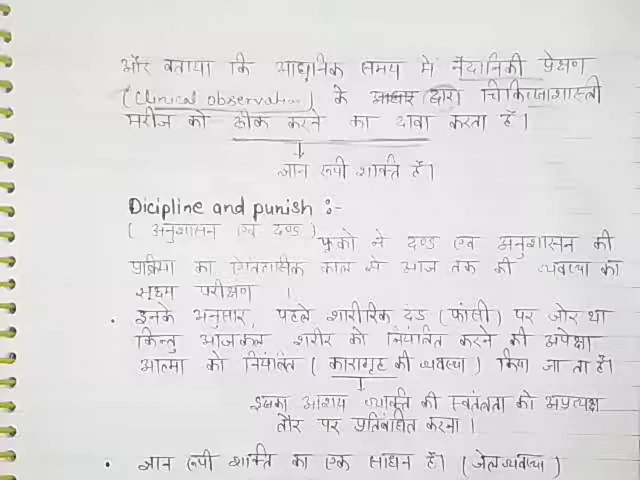 और बताया कि आधुनिक समय मे नैदानिकी प्रेक्षण
(Clinical observation) के द्वारा चिकित्साशास्त्री
मरीज को ठीक करने का दावा करता है।
↓
ज्ञान रूपी शक्ति है।
Dicipline and punish :-
( अनुशासन एवं दण्ड ) फूको ने दण्ड एवं अनुशासन की
प्रक्रिया का ऐतिहासिक काल से आज तक की व्यवस्था का
सूक्ष्म परीक्षण ।
• इनके अनुसार, पहले शारीरिक दंड (फांसी) पर जोर था
किन्तु आजकल शरीर को नियंत्रित करने की अपेक्षा
आत्मा को नियंत्रित ( कारागृह की व्यवस्था ) किया जाता है।
↓
इसका आशय व्यक्ति की स्वतंत्रता को अप्रत्यक्ष
तौर पर प्रतिबंधित करना ।
• ज्ञान रूपी शक्ति का एक साधन है। (जेल व्यवस्था)